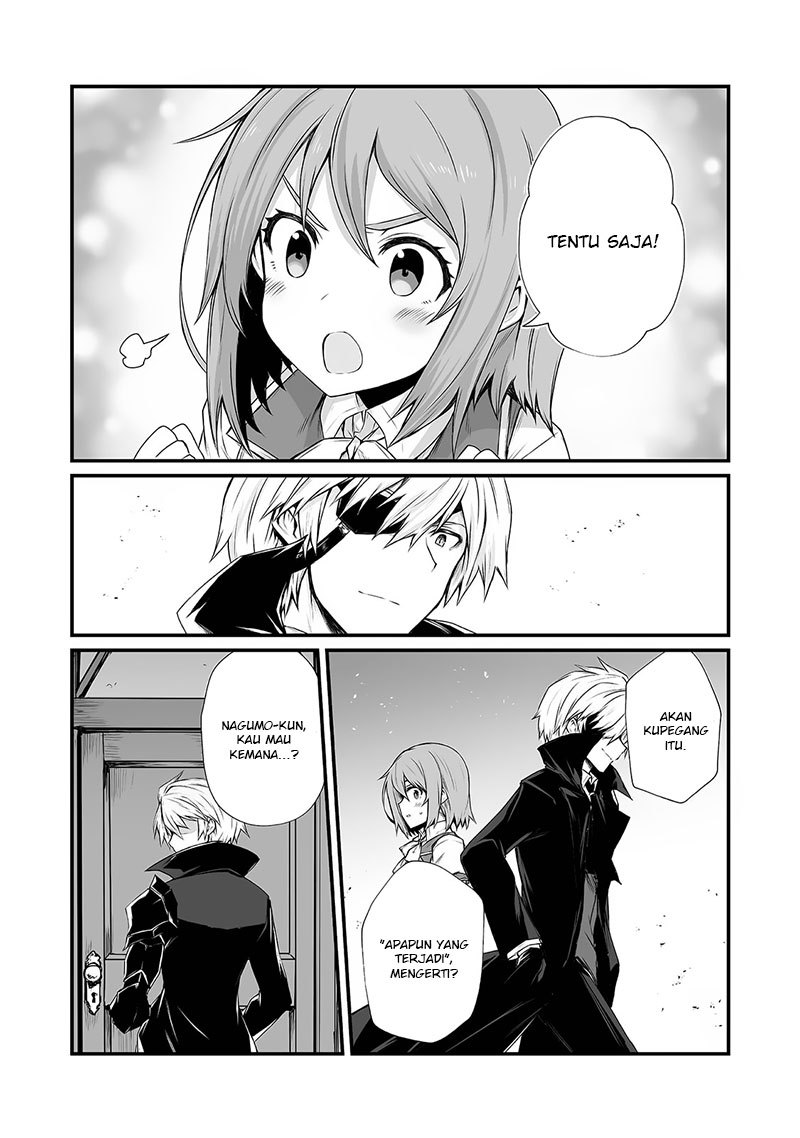 TENTU SAJA!
AKAN
KUPEGANG
ITU.
"APAPUN YANG
TERJADI",
MENGERTI?
NAGUMO-KUN,
KAU MAU
KEMANA...?